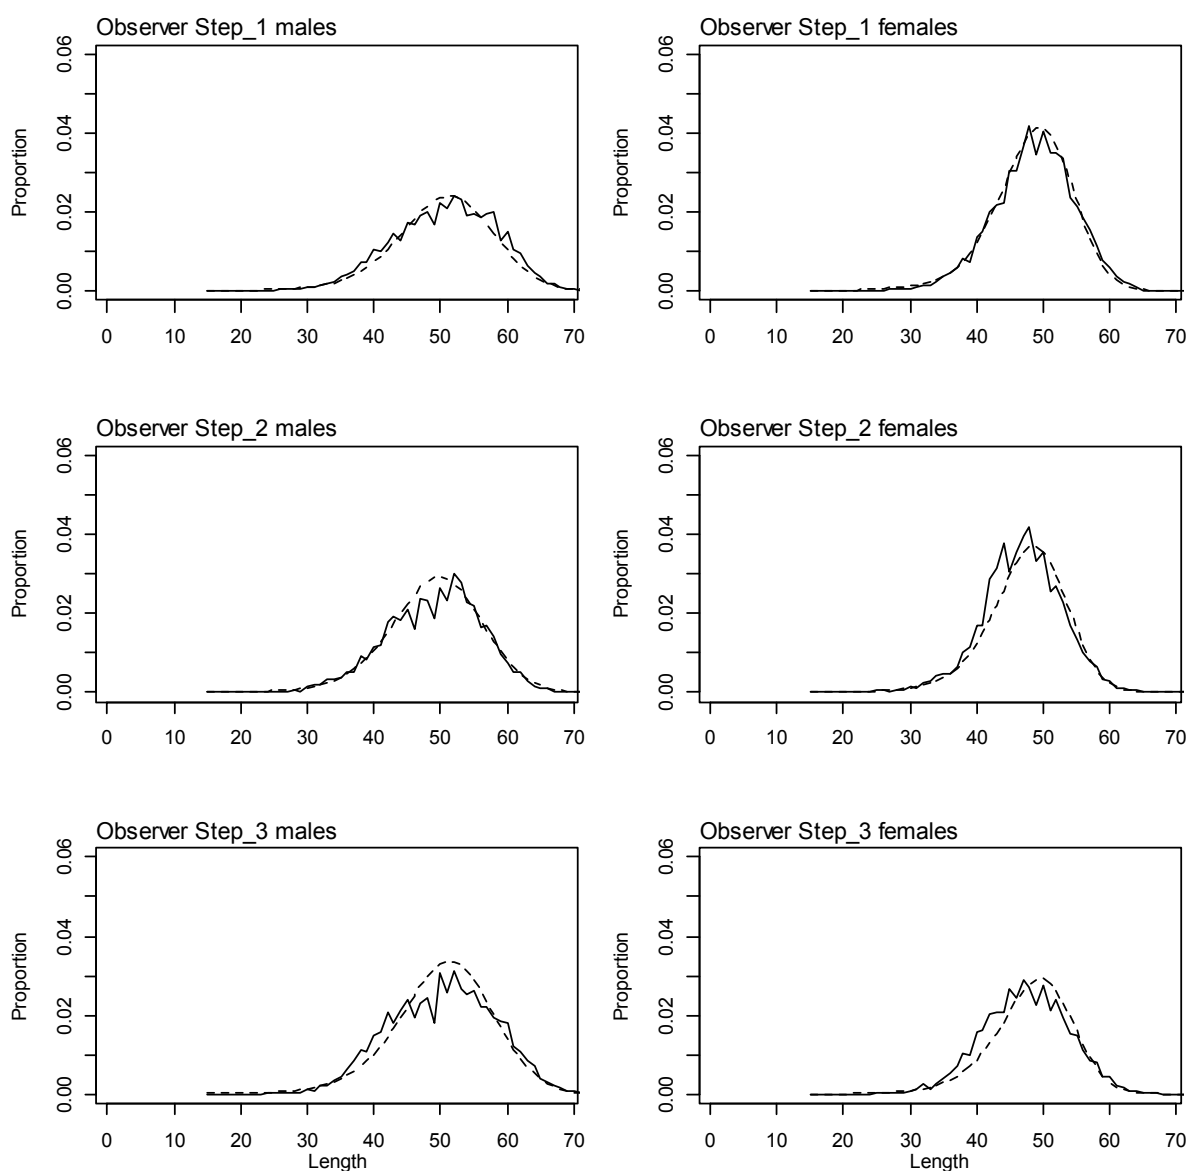 Observer Step_1 males
Observer Step_1 females
Proportion
0.00 0.02 0.04 0.06
0 10 20 30 40 50 60 70
Proportion
0.00 0.02 0.04 0.06
0 10 20 30 40 50 60 70
Observer Step_2 males
Observer Step_2 females
Proportion
0.00 0.02 0.04 0.06
0 10 20 30 40 50 60 70
Proportion
0.00 0.02 0.04 0.06
0 10 20 30 40 50 60 70
Observer Step_3 males
Observer Step_3 females
Proportion
0.00 0.02 0.04 0.06
0 10 20 30 40 50 60 70
Length
Proportion
0.00 0.02 0.04 0.06
0 10 20 30 40 50 60 70
Length